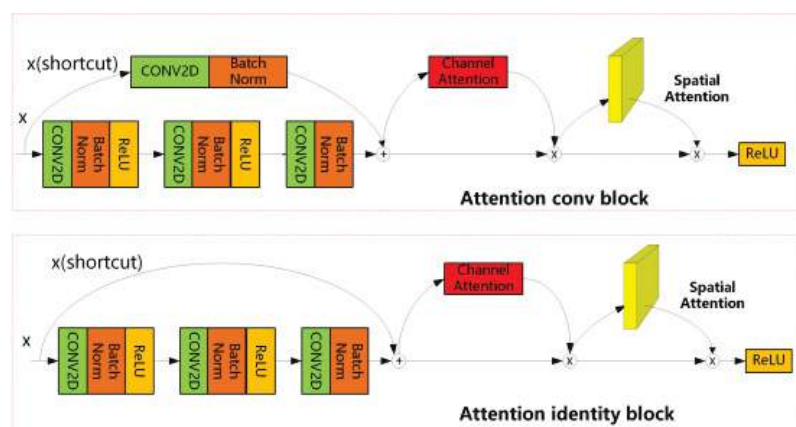 x(shortcut)
CONV2D
Batch
Norm
Channel
Attention
Spatial
Attention
x
CONV2D
Batch
Norm
ReLU
CONV2D
Batch
Norm
ReLU
CONV2D
Batch
Norm
+
x
x
ReLU
Attention conv block
x(shortcut)
Channel
Attention
Spatial
Attention
x
CONV2D
Batch
Norm
ReLU
CONV2D
Batch
Norm
ReLU
CONV2D
Batch
Norm
+
x
x
ReLU
Attention identity block